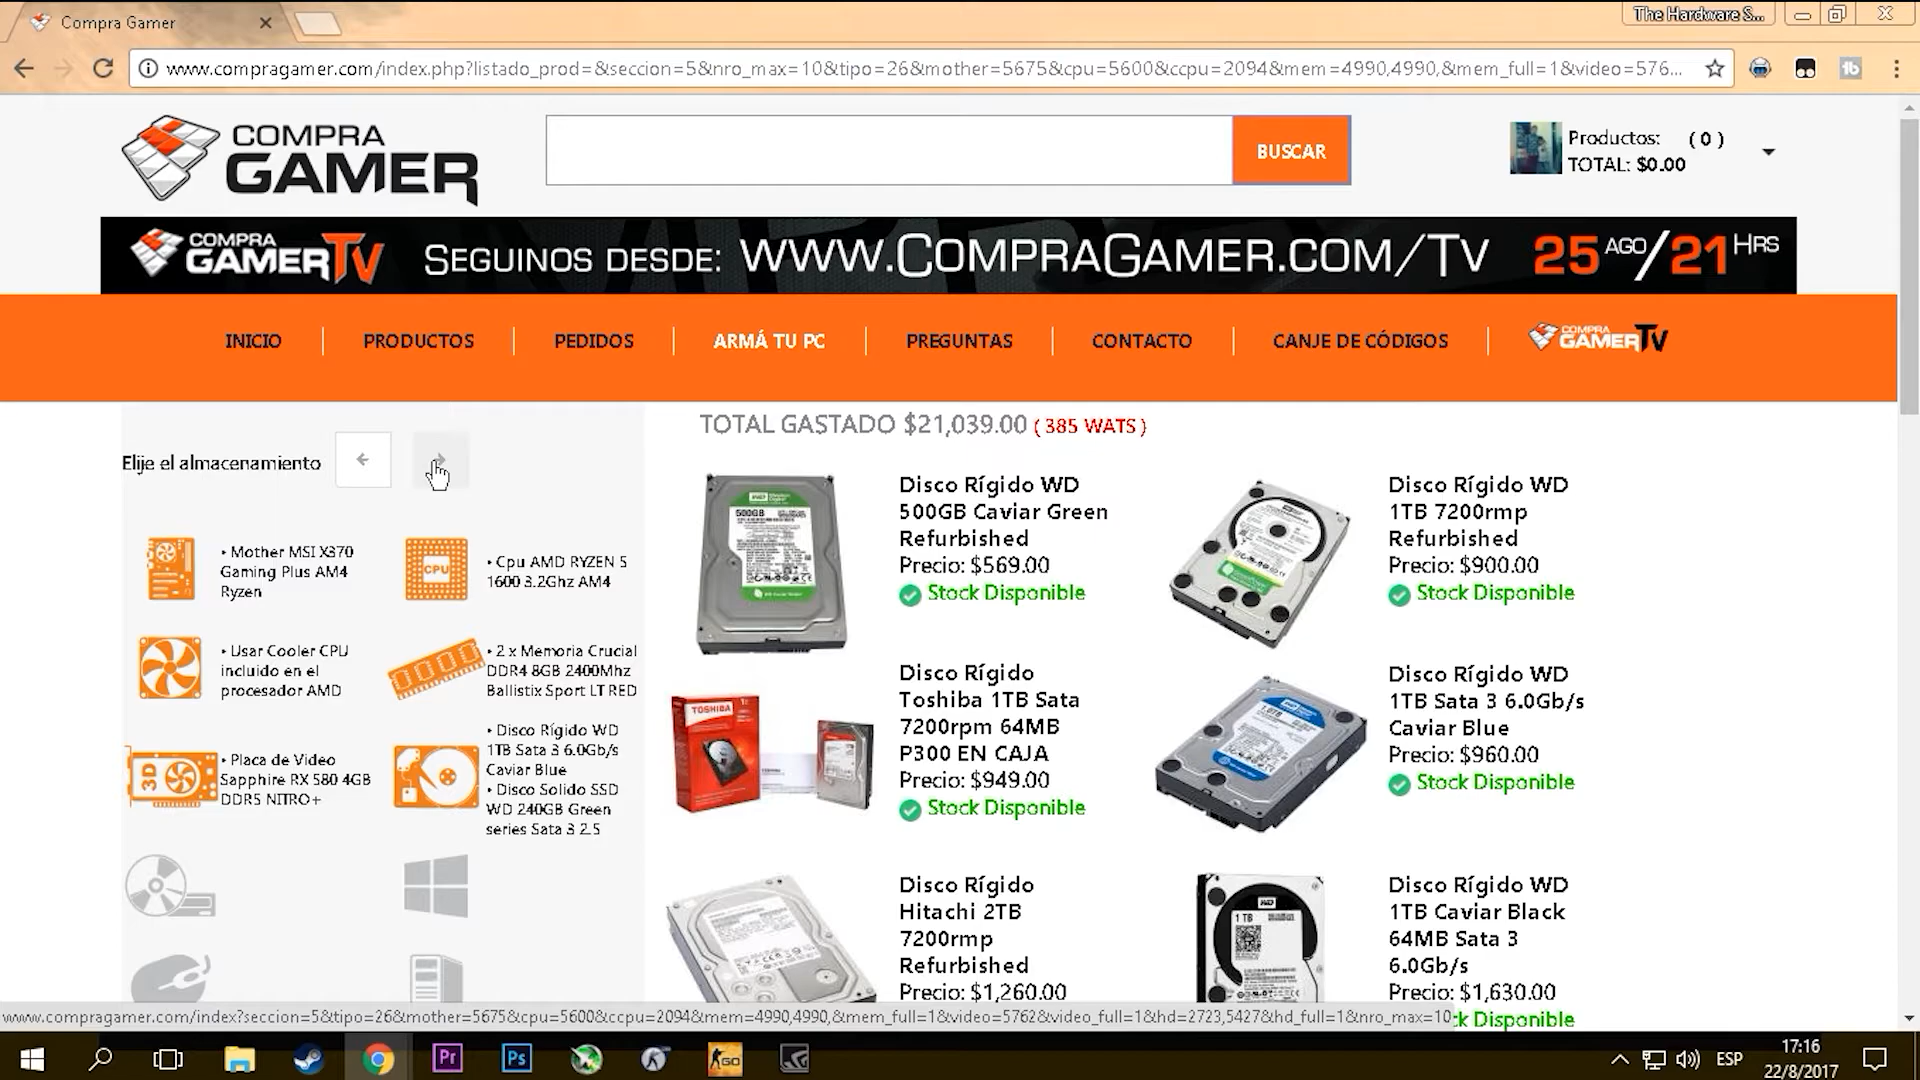 Compra Gamer
The Hardware S...
www.compragamer.com/index.php?listado_prod=&seccion=5&nro_max=10&tipo=26&mother=5675&cpu=5600&ccpu=2094&mem=4990,4990,&mem_full=1&video=576...
COMPRA
GAMER
BUSCAR
Productos: ( 0 )
TOTAL: $0.00
COMPRA
GAMER TV
SEGUINOS DESDE: WWW.COMPRAGAMER.COM/TV
25 AGO/21 HRS
INICIO
PRODUCTOS
PEDIDOS
ARMÁ TU PC
PREGUNTAS
CONTACTO
CANJE DE CÓDIGOS
COMPRA
GAMER TV
Elije el almacenamiento
• Mother MSI X370
Gaming Plus AM4
Ryzen
CPU
• Cpu AMD RYZEN 5
1600 3.2Ghz AM4
• Usar Cooler CPU
incluido en el
procesador AMD
• 2 x Memoria Crucial
DDR4 8GB 2400Mhz
Ballistix Sport LT RED
3D
• Placa de Video
Sapphire RX 580 4GB
DDR5 NITRO+
• Disco Rígido WD
1TB Sata 3 6.0Gb/s
Caviar Blue
• Disco Solido SSD
WD 240GB Green
series Sata 3 2.5
TOTAL GASTADO $21,039.00 ( 385 WATS )
500GB
Disco Rígido WD
500GB Caviar Green
Refurbished
Precio: $569.00
Stock Disponible
Disco Rígido WD
1TB 7200rmp
Refurbished
Precio: $900.00
Stock Disponible
TOSHIBA
Disco Rígido
Toshiba 1TB Sata
7200rpm 64MB
P300 EN CAJA
Precio: $949.00
Stock Disponible
Disco Rígido WD
1TB Sata 3 6.0Gb/s
Caviar Blue
Precio: $960.00
Stock Disponible
Disco Rígido
Hitachi 2TB
7200rmp
Refurbished
Precio: $1,260.00
WD
1 TB
Disco Rígido WD
1TB Caviar Black
64MB Sata 3
6.0Gb/s
Precio: $1,630.00
ck Disponible
www.compragamer.com/index?seccion=5&tipo=26&mother=5675&cpu=5600&ccpu=2094&mem=4990,4990,&mem_full=1&video=5762&video_full=1&hd=2723,5427&hd_full=1&nro_max=10
Pr
Ps
GO
ESP
17:16
22/8/2017